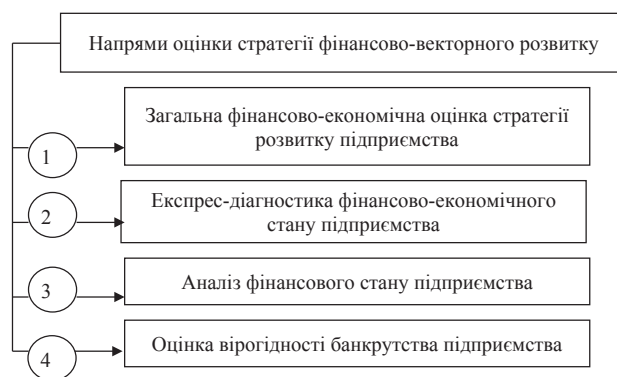 Напрями оцінки стратегії фінансово-векторного розвитку
Загальна фінансово-економічна оцінка стратегії
розвитку підприємства
1
Експрес-діагностика фінансово-економічного
стану підприємства
2
Аналіз фінансового стану підприємства
3
Оцінка вірогідності банкрутства підприємства
4